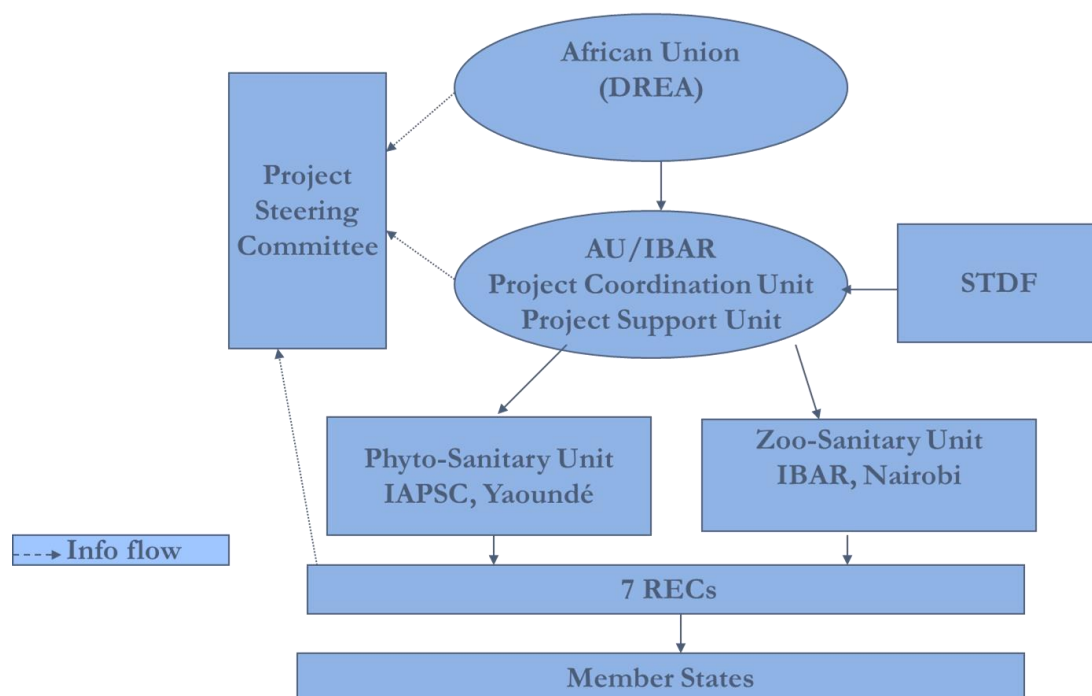 African Union
(DREA)
Project
Steering
Committee
AU/IBAR
Project Coordination Unit
Project Support Unit
STDF
Phyto-Sanitary Unit
IAPSC, Yaoundé
Zoo-Sanitary Unit
IBAR, Nairobi
Info flow
7 RECs
Member States